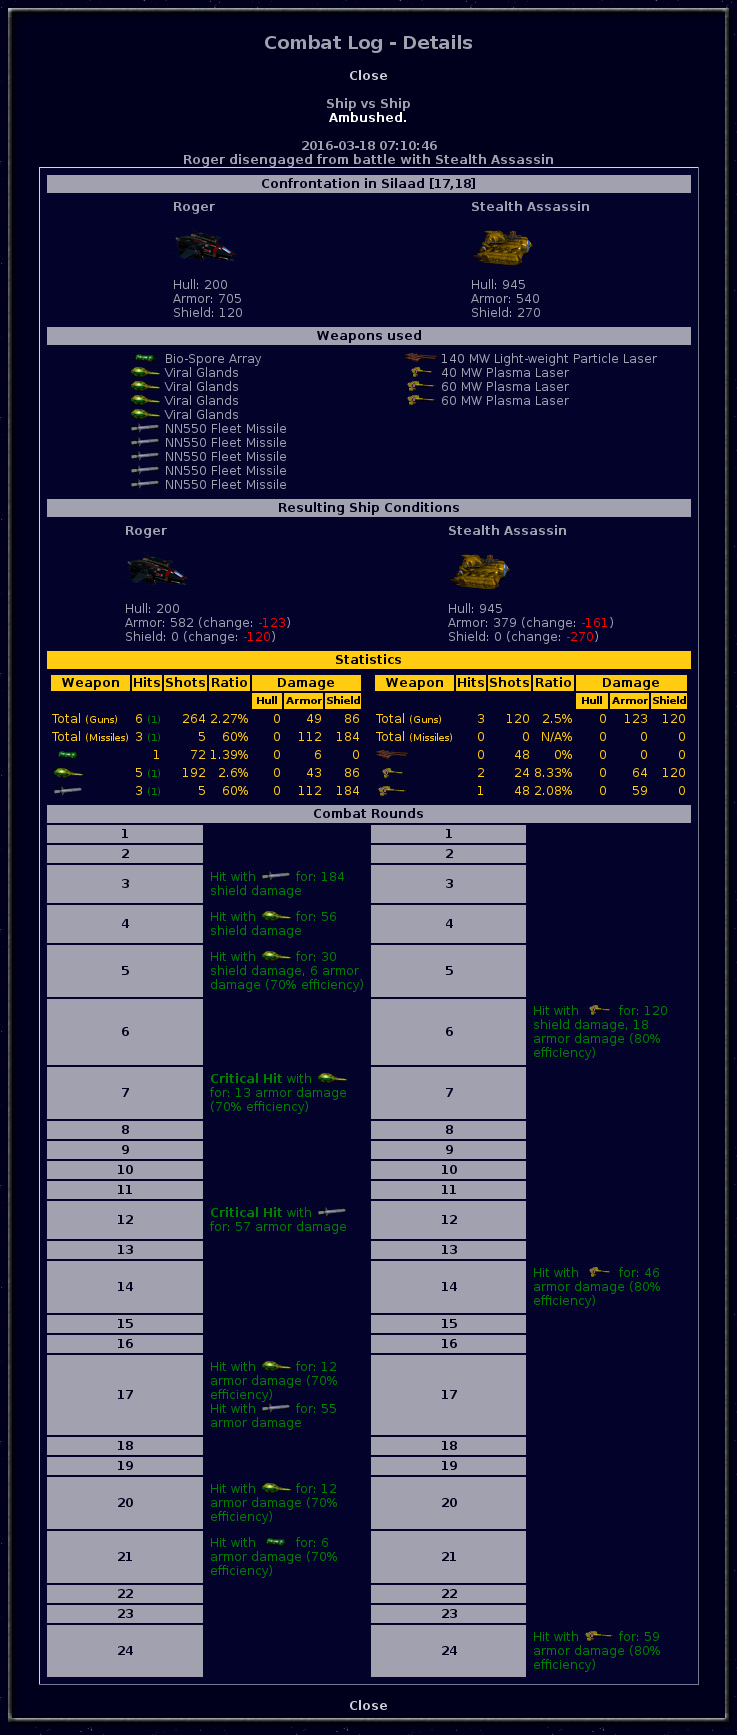 Combat Log - Details
Close
Ship vs Ship
Ambushed.
2016-03-18 07:10:46
Roger disengaged from battle with Stealth Assassin
Confrontation in Silaad [17,18]
Roger Stealth Assassin
Hull: 200 Hull: 945
Armor: 705 Armor: 540
Shield: 120 Shield: 270
Weapons used
Bio-Spore Array 140 MW Light-weight Particle Laser
Viral Glands 40 MW Plasma Laser
Viral Glands 60 MW Plasma Laser
Viral Glands 60 MW Plasma Laser
Viral Glands
NN550 Fleet Missile
NN550 Fleet Missile
NN550 Fleet Missile
NN550 Fleet Missile
NN550 Fleet Missile
Resulting Ship Conditions
Roger Stealth Assassin
Hull: 200 Hull: 945
Armor: 582 (change: -123) Armor: 379 (change: -161)
Shield: 0 (change: -120) Shield: 0 (change: -270)
Statistics
Weapon Hits Shots Ratio Damage Weapon Hits Shots Ratio Damage
Hull Armor Shield Hull Armor Shield
Total (Guns) 6 (1) 264 2.27% 0 49 86 Total (Guns) 3 120 2.5% 0 123 120
Total (Missiles) 3 (1) 5 60% 0 112 184 Total (Missiles) 0 0 N/A% 0 0 0
1 72 1.39% 0 6 0 0 48 0% 0 0 0
5 (1) 192 2.6% 0 43 86 2 24 8.33% 0 64 120
3 (1) 5 60% 0 112 184 1 48 2.08% 0 59 0
Combat Rounds
1 1
2 2
3 Hit with for: 184 shield damage 3
4 Hit with for: 56 shield damage 4
5 Hit with for: 30 shield damage, 6 armor damage (70% efficiency) 5
6 6 Hit with for: 120 shield damage, 18 armor damage (80% efficiency)
7 Critical Hit with for: 13 armor damage (70% efficiency) 7
8 8
9 9
10 10
11 11
12 Critical Hit with for: 57 armor damage 12
13 13
14 14 Hit with for: 46 armor damage (80% efficiency)
15 15
16 16
17 Hit with for: 12 armor damage (70% efficiency) Hit with for: 55 armor damage 17
18 18
19 19
20 Hit with for: 12 armor damage (70% efficiency) 20
21 Hit with for: 6 armor damage (70% efficiency) 21
22 22
23 23
24 24 Hit with for: 59 armor damage (80% efficiency)
Close